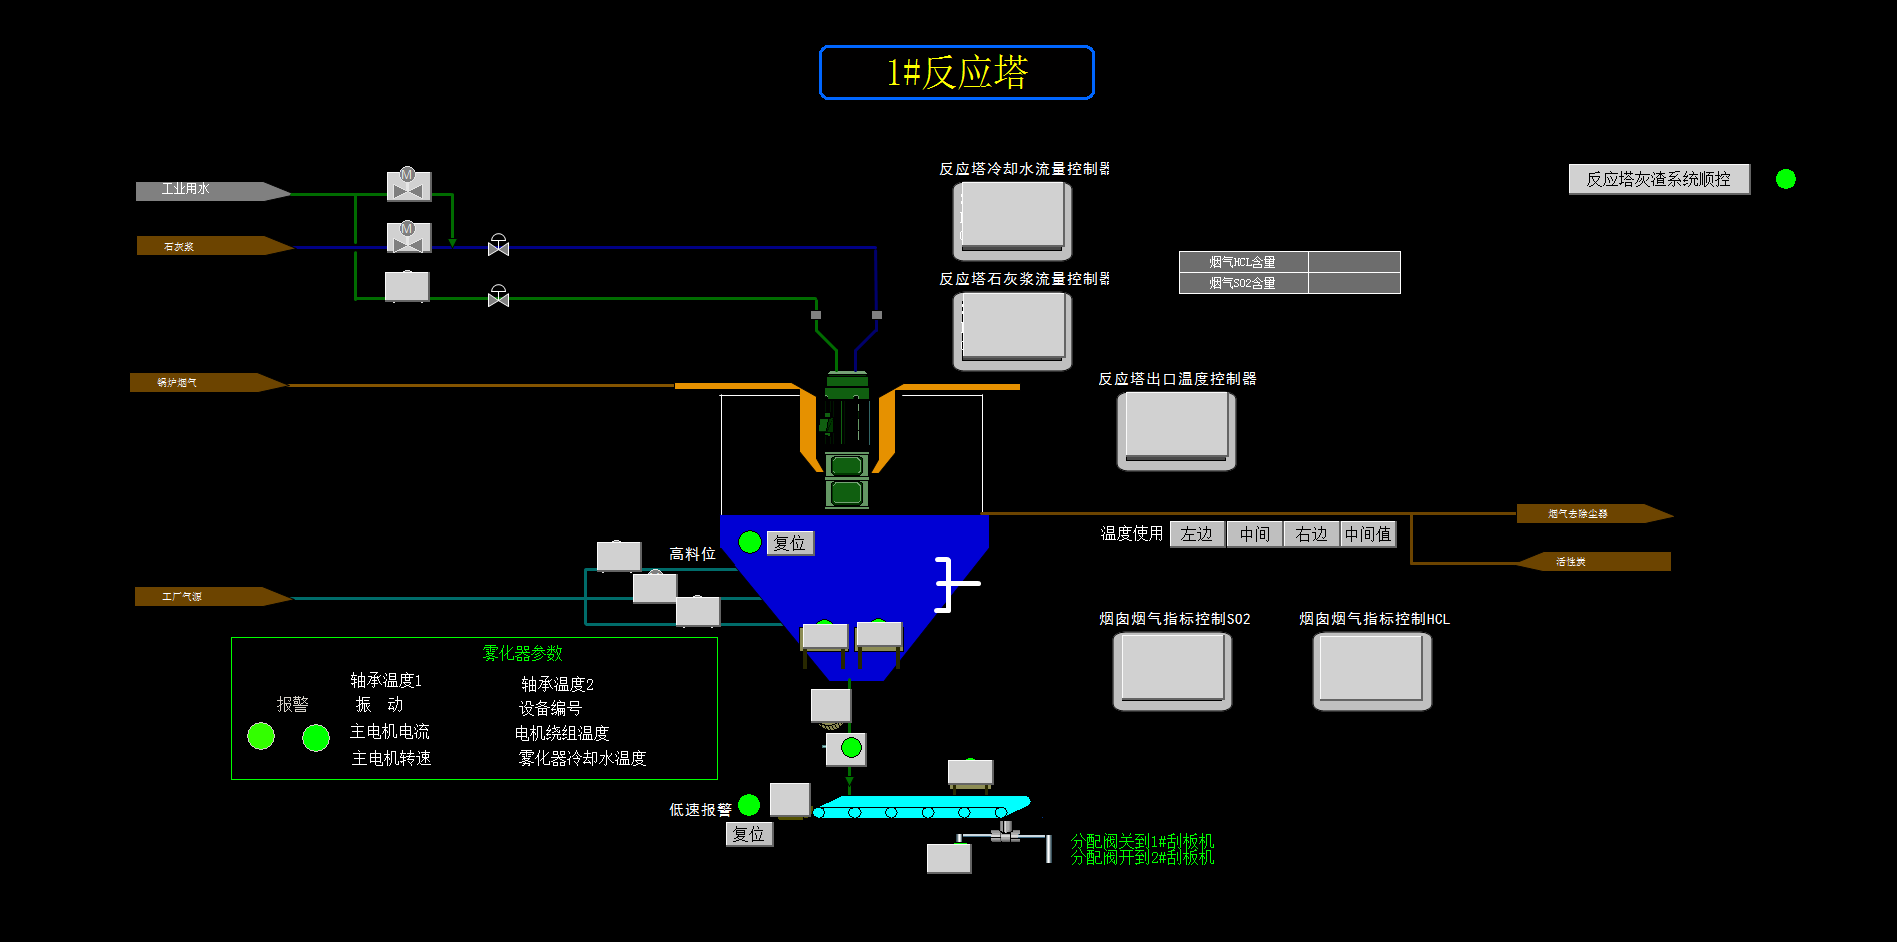 1#反应塔
反应塔冷却水流量控制器
反应塔灰渣系统顺控
工业用水
M
石灰浆
M
反应塔石灰浆流量控制器
烟气HCL含量
烟气SO2含量
锅炉烟气
反应塔出口温度控制器
烟气去除尘器
温度使用 左边 中间 右边 中间值
复位
高料位
活性炭
工厂气源
烟囱烟气指标控制SO2
烟囱烟气指标控制HCL
雾化器参数
轴承温度1
轴承温度2
报警
振 动
设备编号
主电机电流
电机绕组温度
主电机转速
雾化器冷却水温度
低速报警
复位
分配阀关到1#刮板机
分配阀开到2#刮板机